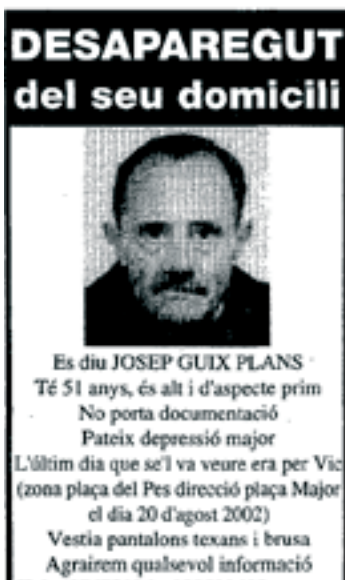 DESAPAREGUT
del seu domicili
Es diu JOSEP GUIX PLANS
Té 51 anys, és alt i d'aspecte prim
No porta documentació
Pateix depressió major
L'últim dia que se'l va veure era per Vic
(zona plaça del Pes direcció plaça Major
el dia 20 d'agost 2002)
Vestia pantalons texans i brusa
Agrairem qualsevol informació